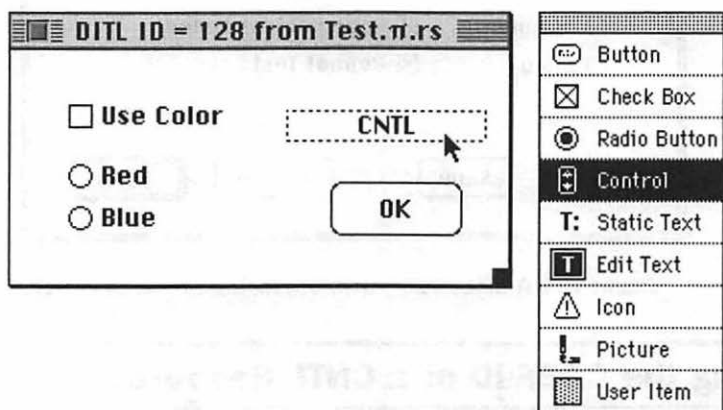 DITL ID = 128 from Test.π.rs
Use Color
CNTL
Red
Blue
OK
Button
Check Box
Radio Button
Control
T: Static Text
T Edit Text
Icon
Picture
User Item